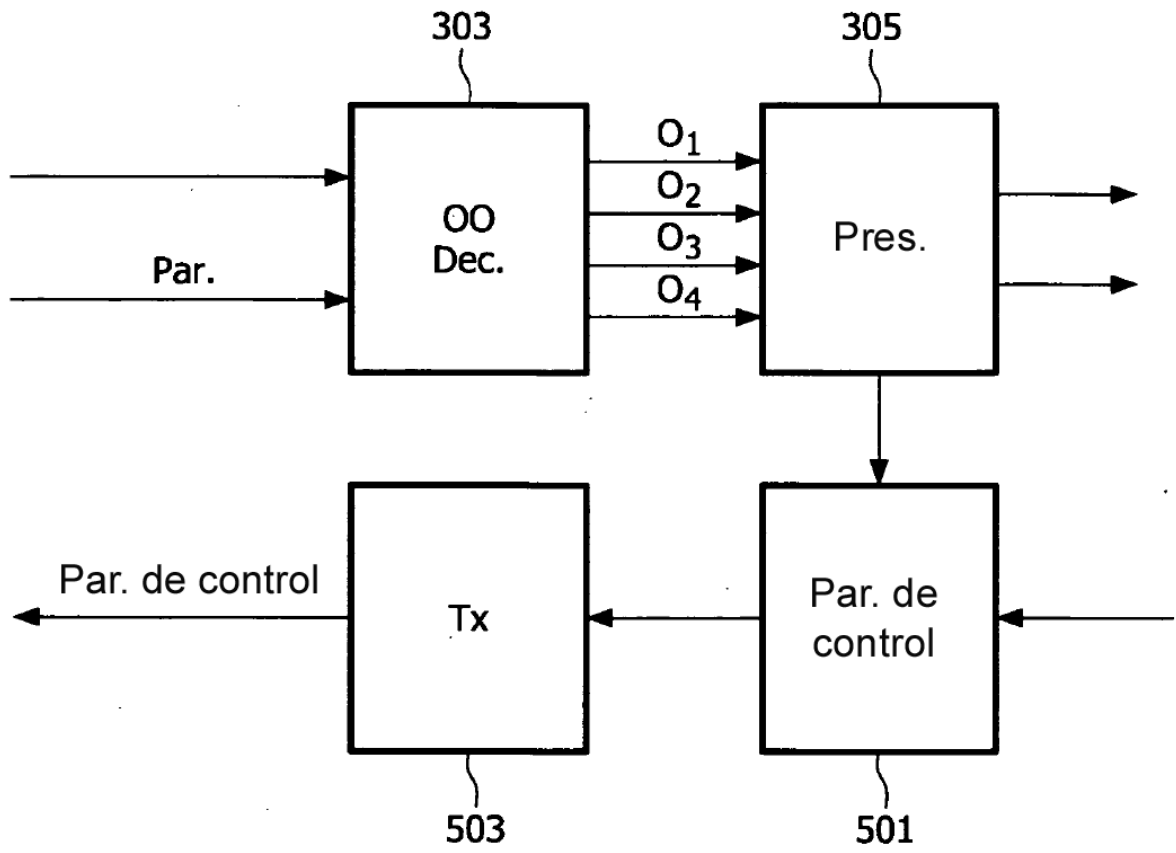 303
305
O1
O2
OO
Dec.
O3
O4
Pres.
Par.
Par. de control
Tx
Par. de
control
503
501